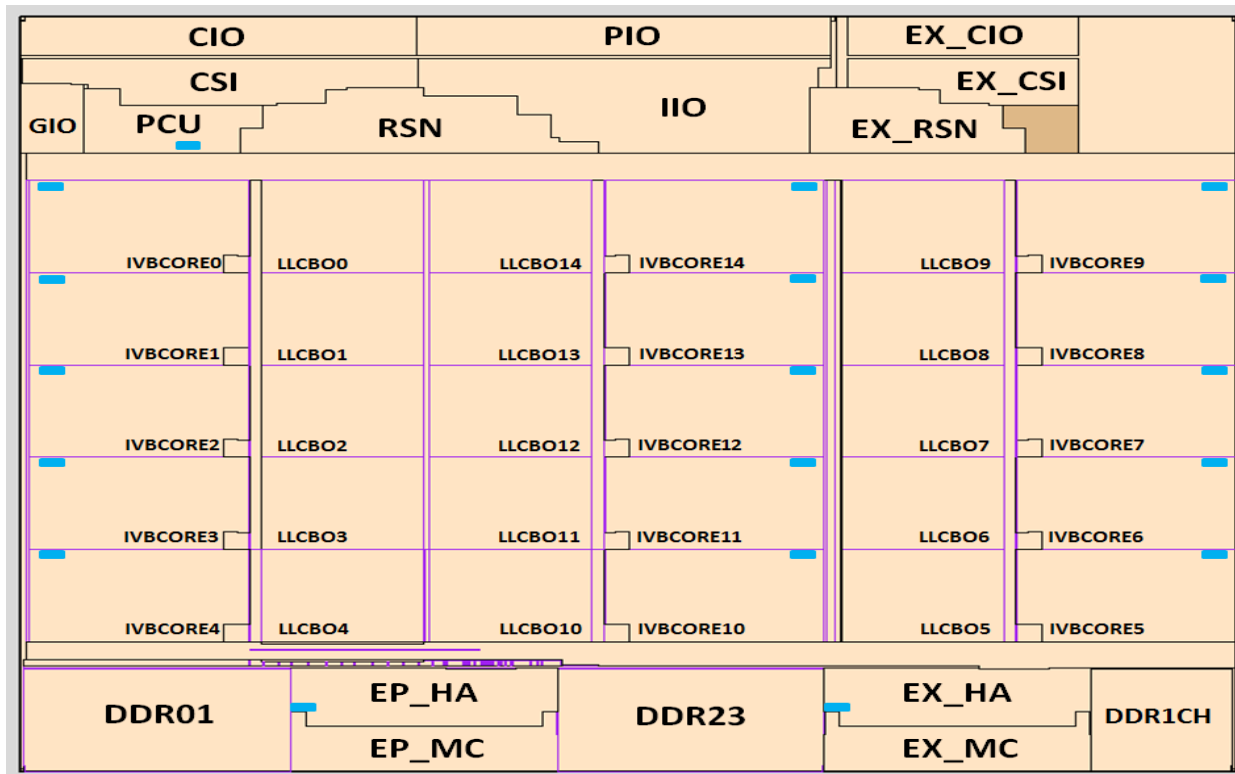 CIO PIO EX_CIO
CSI EX_CSI
GIO PCU RSN IIO EX_RSN
IVBCORE0 LLCBO0 LLCBO14 IVBCORE14 LLCBO9 IVBCORE9
IVBCORE1 LLCBO1 LLCBO13 IVBCORE13 LLCBO8 IVBCORE8
IVBCORE2 LLCBO2 LLCBO12 IVBCORE12 LLCBO7 IVBCORE7
IVBCORE3 LLCBO3 LLCBO11 IVBCORE11 LLCBO6 IVBCORE6
IVBCORE4 LLCBO4 LLCBO10 IVBCORE10 LLCBO5 IVBCORE5
DDR01 EP_HA DDR23 EX_HA DDR1CH
EP_MC EX_MC